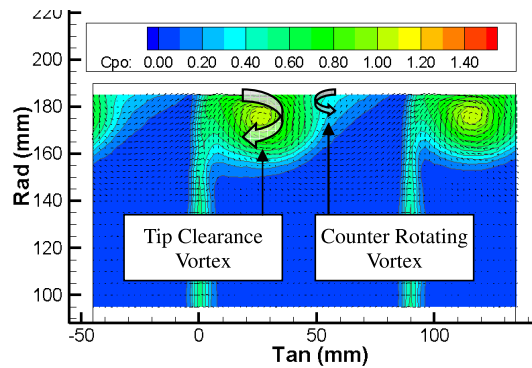 220
Cpo: 0.00 0.20 0.40 0.60 0.80 1.00 1.20 1.40
200
180
160
140
120
100
Rad (mm)
Tip Clearance
Vortex
Counter Rotating
Vortex
-50 0 50 100
Tan (mm)